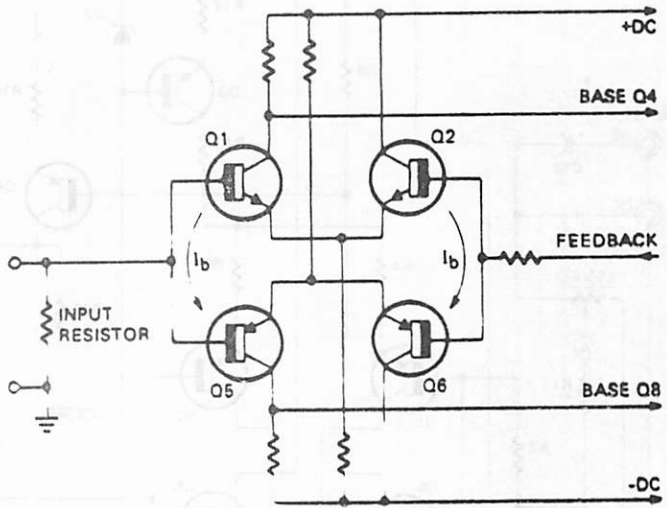 +DC
BASE Q4
Q1
Q2
Ib
Ib
FEEDBACK
INPUT
RESISTOR
Q5
Q6
BASE Q8
-DC